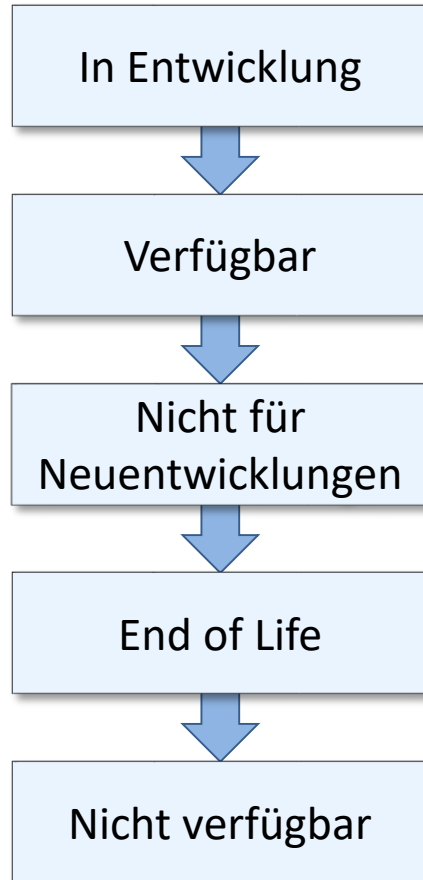 In Entwicklung
Verfügbar
Nicht für
Neuentwicklungen
End of Life
Nicht verfügbar